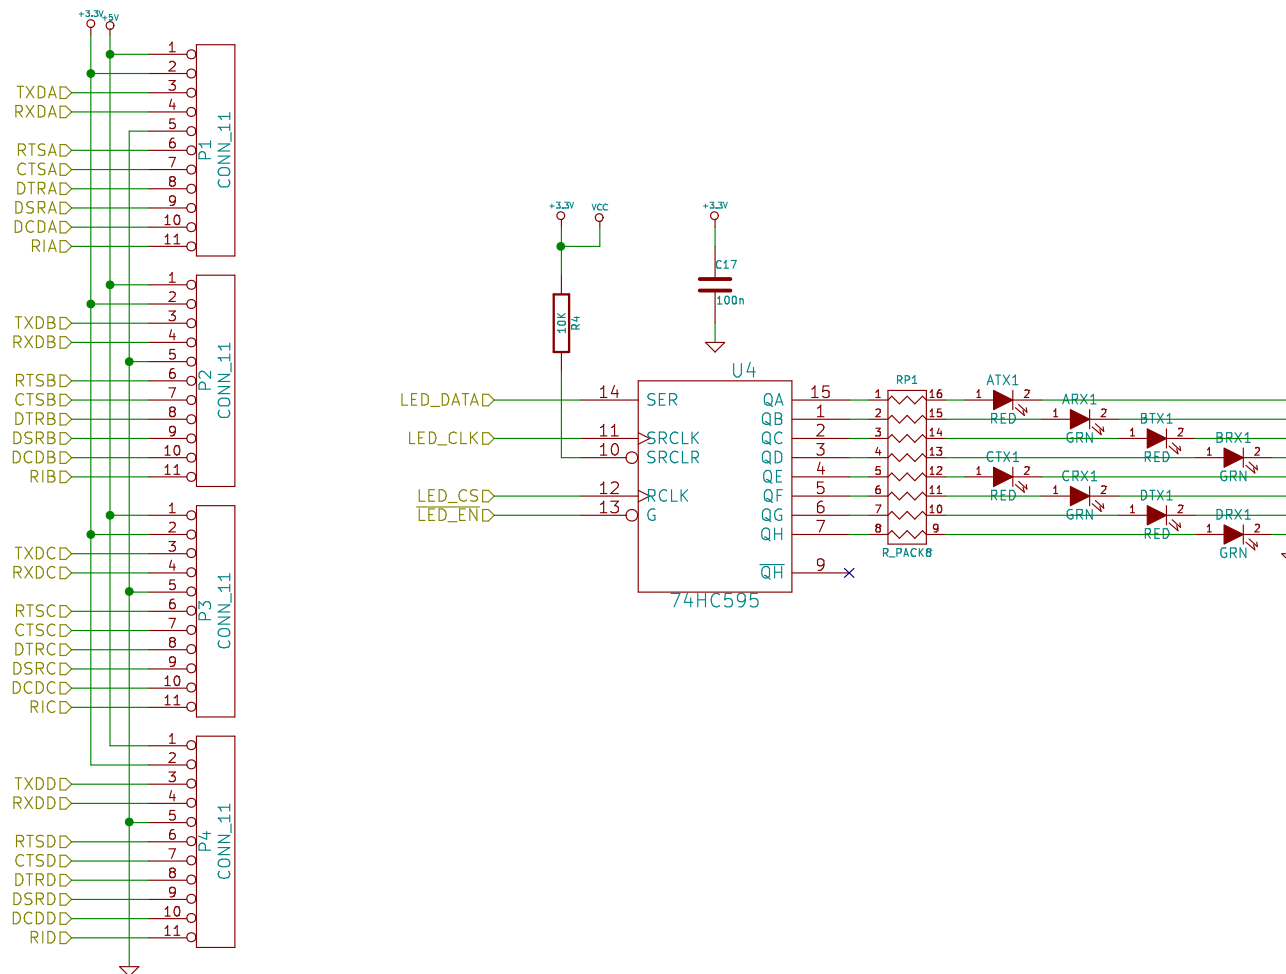 +3.3V
+5V
1
2
TXDA 3
RXDA 4
5
RTSA 6
CTSA 7
DTRA 8
DSRA 9
DCDA 10
RIA 11
P1
CONN_11
1
2
TXDB 3
RXDB 4
5
RTSB 6
CTSB 7
DTRB 8
DSRB 9
DCDB 10
RIB 11
P2
CONN_11
1
2
TXDC 3
RXDC 4
5
RTSC 6
CTSC 7
DTRC 8
DSRC 9
DCDC 10
RIC 11
P3
CONN_11
1
2
TXDD 3
RXDD 4
5
RTSD 6
CTSD 7
DTRD 8
DSRD 9
DCDD 10
RID 11
P4
CONN_11
+3.3V
VCC
+3.3V
C17
100n
10K
R4
U4
LED_DATA 14 SER
LED_CLK 11 SRCLK
10 SRCLR
LED_CS 12 RCLK
LED_EN 13 G
QA 15
QB 1
QC 2
QD 3
QE 4
QF 5
QG 6
QH 7
QH 9
74HC595
RP1
1 16
2 15
3 14
4 13
5 12
6 11
7 10
8 9
R_PACK8
ATX1
1 2
RED
ARX1
1 2
GRN
BTX1
1 2
RED
BRX1
1 2
GRN
CTX1
1 2
RED
CRX1
1 2
GRN
DTX1
1 2
RED
DRX1
1 2
GRN